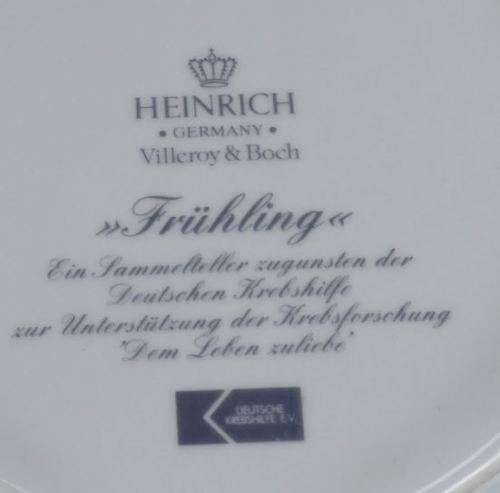 HEINRICH
• GERMANY •
Villeroy & Boch
»Frühling«
Ein Sammelteller zugunsten der
Deutschen Krebshilfe
zur Unterstützung der Krebsforschung
'Dem Leben zuliebe'
DEUTSCHE
KREBSHILFE E.V.